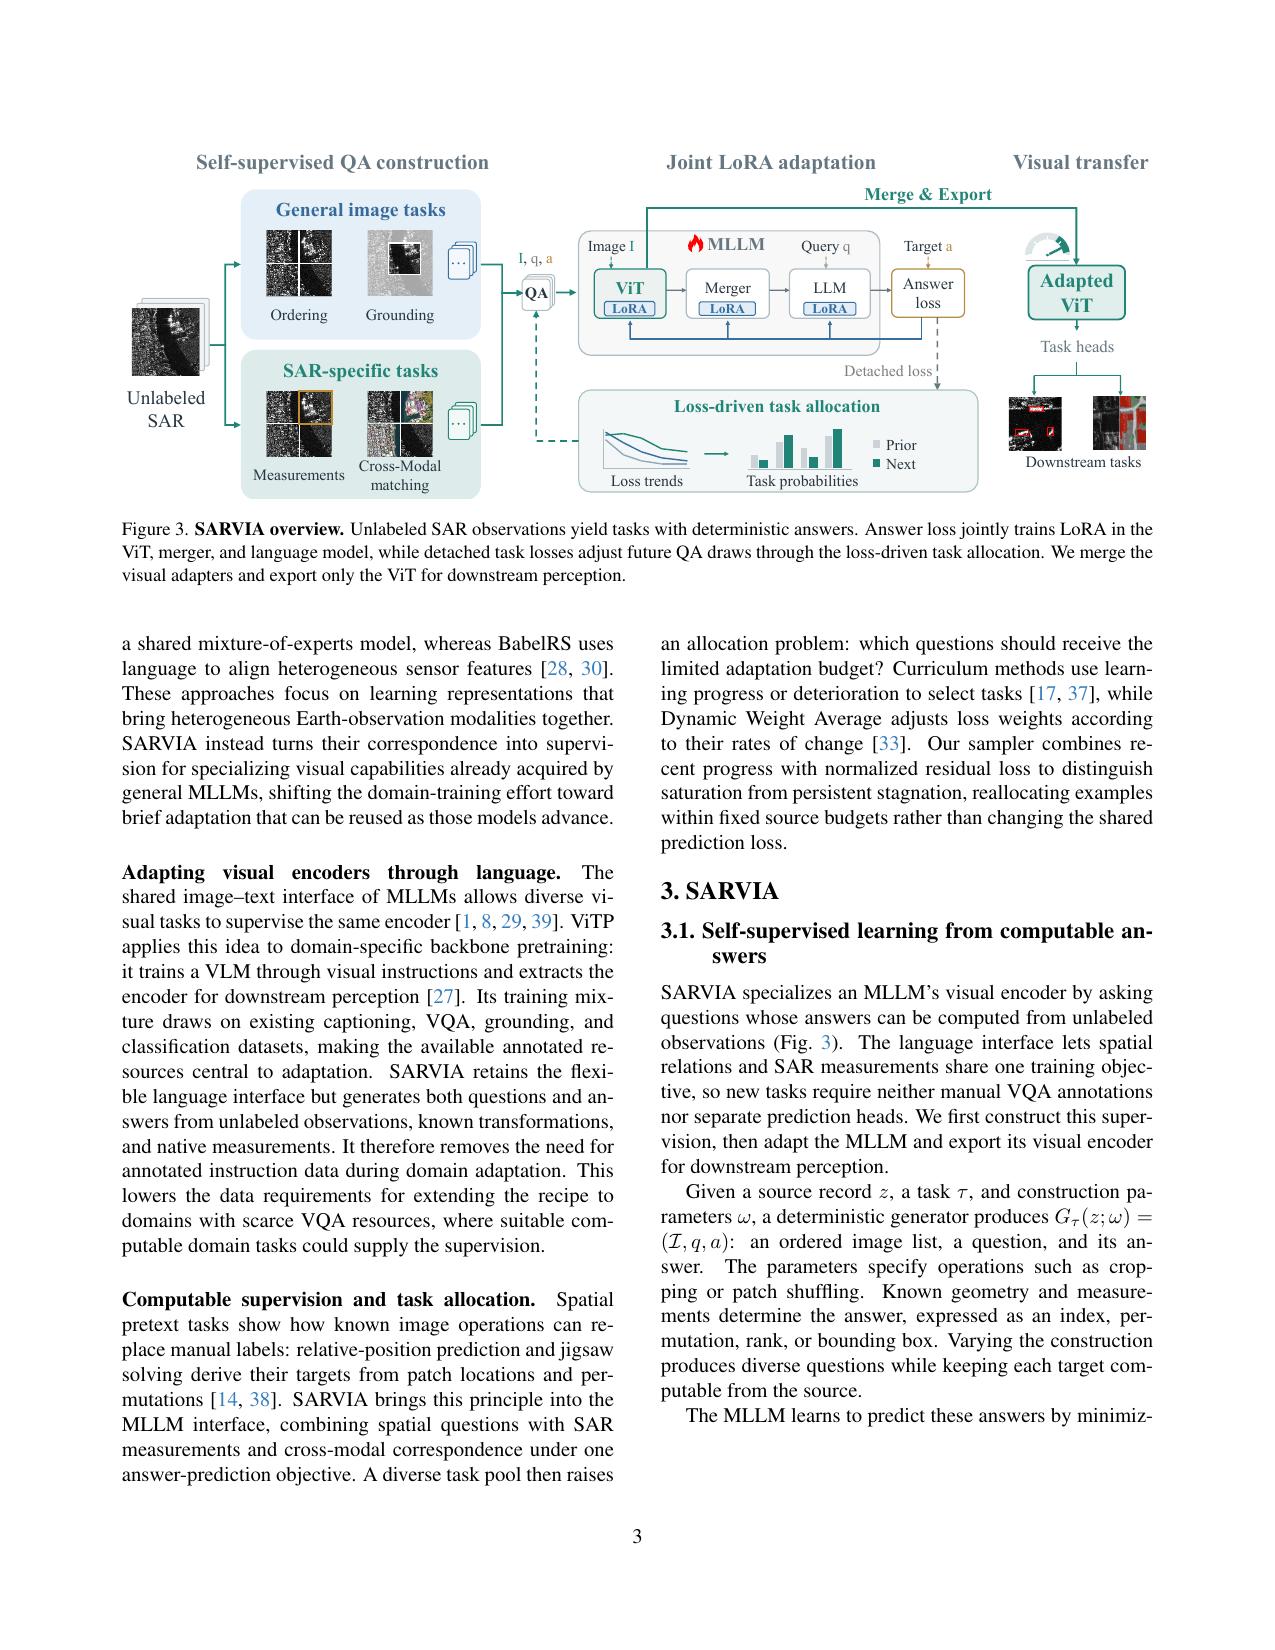 Self-supervised QA construction
Joint LoRA adaptation
Visual transfer
General image tasks
Ordering
Grounding
...
SAR-specific tasks
Measurements
Cross-Modal
matching
...
Unlabeled
SAR
I, q, a
QA
Merge & Export
Image I
MLLM
Query q
Target a
ViT
LoRA
Merger
LoRA
LLM
LoRA
Answer
loss
Detached loss
Loss-driven task allocation
Loss trends
Task probabilities
Prior
Next
Adapted
ViT
Task heads
Downstream tasks
Figure 3. SARVIA overview. Unlabeled SAR observations yield tasks with deterministic answers. Answer loss jointly trains LoRA in the
ViT, merger, and language model, while detached task losses adjust future QA draws through the loss-driven task allocation. We merge the
visual adapters and export only the ViT for downstream perception.
a shared mixture-of-experts model, whereas BabelRS uses
language to align heterogeneous sensor features [28, 30].
These approaches focus on learning representations that
bring heterogeneous Earth-observation modalities together.
SARVIA instead turns their correspondence into supervi-
sion for specializing visual capabilities already acquired by
general MLLMs, shifting the domain-training effort toward
brief adaptation that can be reused as those models advance.
Adapting visual encoders through language. The
shared image–text interface of MLLMs allows diverse vi-
sual tasks to supervise the same encoder [1, 8, 29, 39]. ViTP
applies this idea to domain-specific backbone pretraining:
it trains a VLM through visual instructions and extracts the
encoder for downstream perception [27]. Its training mix-
ture draws on existing captioning, VQA, grounding, and
classification datasets, making the available annotated re-
sources central to adaptation. SARVIA retains the flexi-
ble language interface but generates both questions and an-
swers from unlabeled observations, known transformations,
and native measurements. It therefore removes the need for
annotated instruction data during domain adaptation. This
lowers the data requirements for extending the recipe to
domains with scarce VQA resources, where suitable com-
putable domain tasks could supply the supervision.
Computable supervision and task allocation. Spatial
pretext tasks show how known image operations can re-
place manual labels: relative-position prediction and jigsaw
solving derive their targets from patch locations and per-
mutations [14, 38]. SARVIA brings this principle into the
MLLM interface, combining spatial questions with SAR
measurements and cross-modal correspondence under one
answer-prediction objective. A diverse task pool then raises
an allocation problem: which questions should receive the
limited adaptation budget? Curriculum methods use learn-
ing progress or deterioration to select tasks [17, 37], while
Dynamic Weight Average adjusts loss weights according
to their rates of change [33]. Our sampler combines re-
cent progress with normalized residual loss to distinguish
saturation from persistent stagnation, reallocating examples
within fixed source budgets rather than changing the shared
prediction loss.
3. SARVIA
3.1. Self-supervised learning from computable an-
swers
SARVIA specializes an MLLM's visual encoder by asking
questions whose answers can be computed from unlabeled
observations (Fig. 3). The language interface lets spatial
relations and SAR measurements share one training objec-
tive, so new tasks require neither manual VQA annotations
nor separate prediction heads. We first construct this super-
vision, then adapt the MLLM and export its visual encoder
for downstream perception.
Given a source record z, a task τ, and construction pa-
rameters ω, a deterministic generator produces G_τ(z; ω) =
(ℐ, q, a): an ordered image list, a question, and its an-
swer. The parameters specify operations such as crop-
ping or patch shuffling. Known geometry and measure-
ments determine the answer, expressed as an index, per-
mutation, rank, or bounding box. Varying the construction
produces diverse questions while keeping each target com-
putable from the source.
The MLLM learns to predict these answers by minimiz-
3